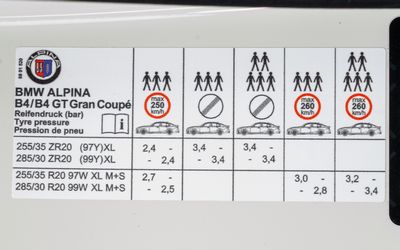 ALPINA
BMW ALPINA
B4/B4 GT Gran Coupé
Reifendruck (bar)
Tyre pressure
Pression de pneu
i
max 250 km/h
max 260 km/h
max 260 km/h
255/35 ZR20 (97Y)XL 2,4 - 3,4 - 3,4 -
285/30 ZR20 (99Y)XL - 2,4 - 3,4 - 3,4
255/35 R20 97W XL M+S 2,7 - 3,0 - 3,2 -
285/30 R20 99W XL M+S - 2,5 - 2,8 - 3,4